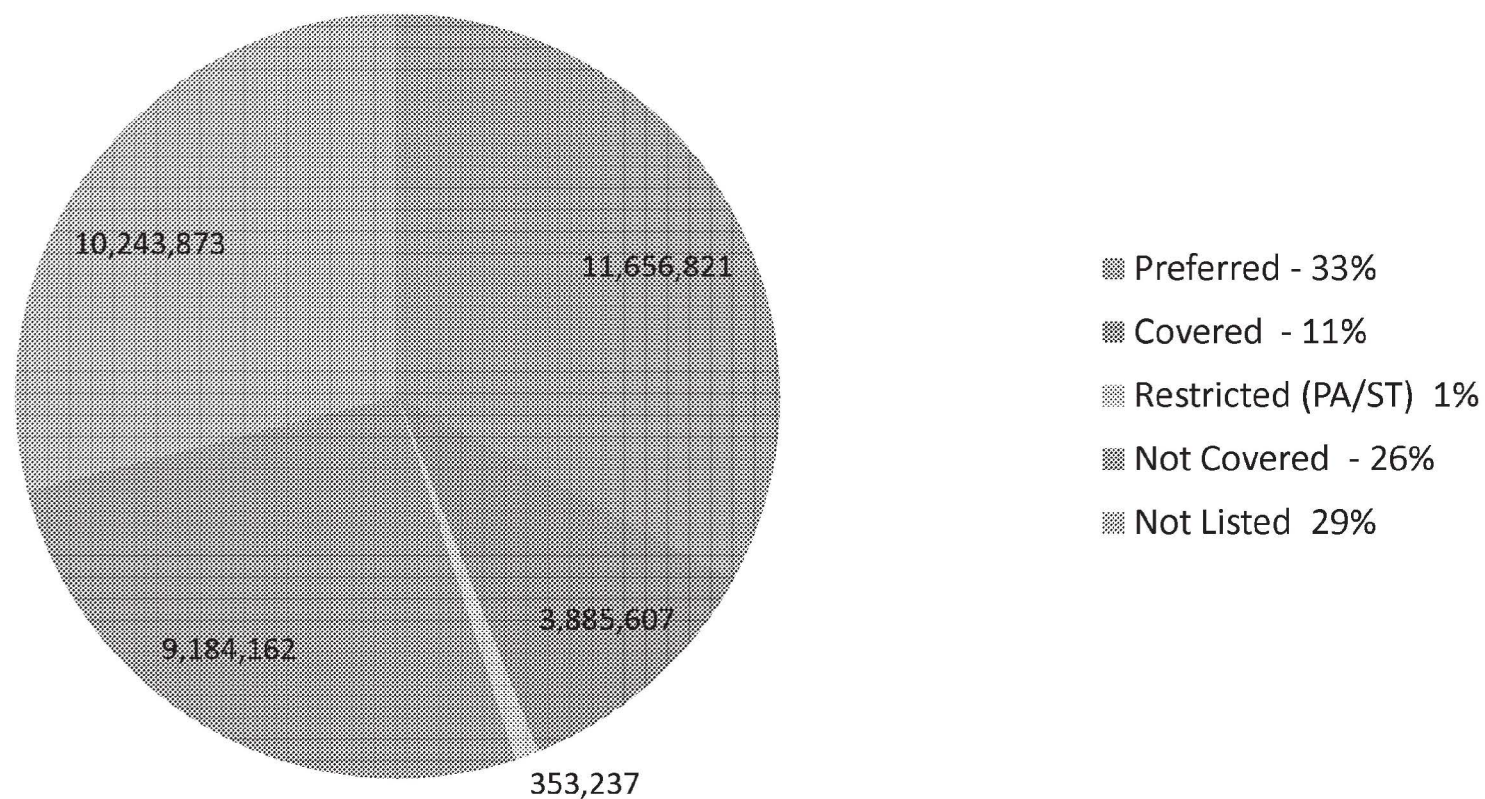 10,243,873
11,656,821
3,885,607
9,184,162
353,237
Preferred - 33%
Covered - 11%
Restricted (PA/ST) 1%
Not Covered - 26%
Not Listed 29%